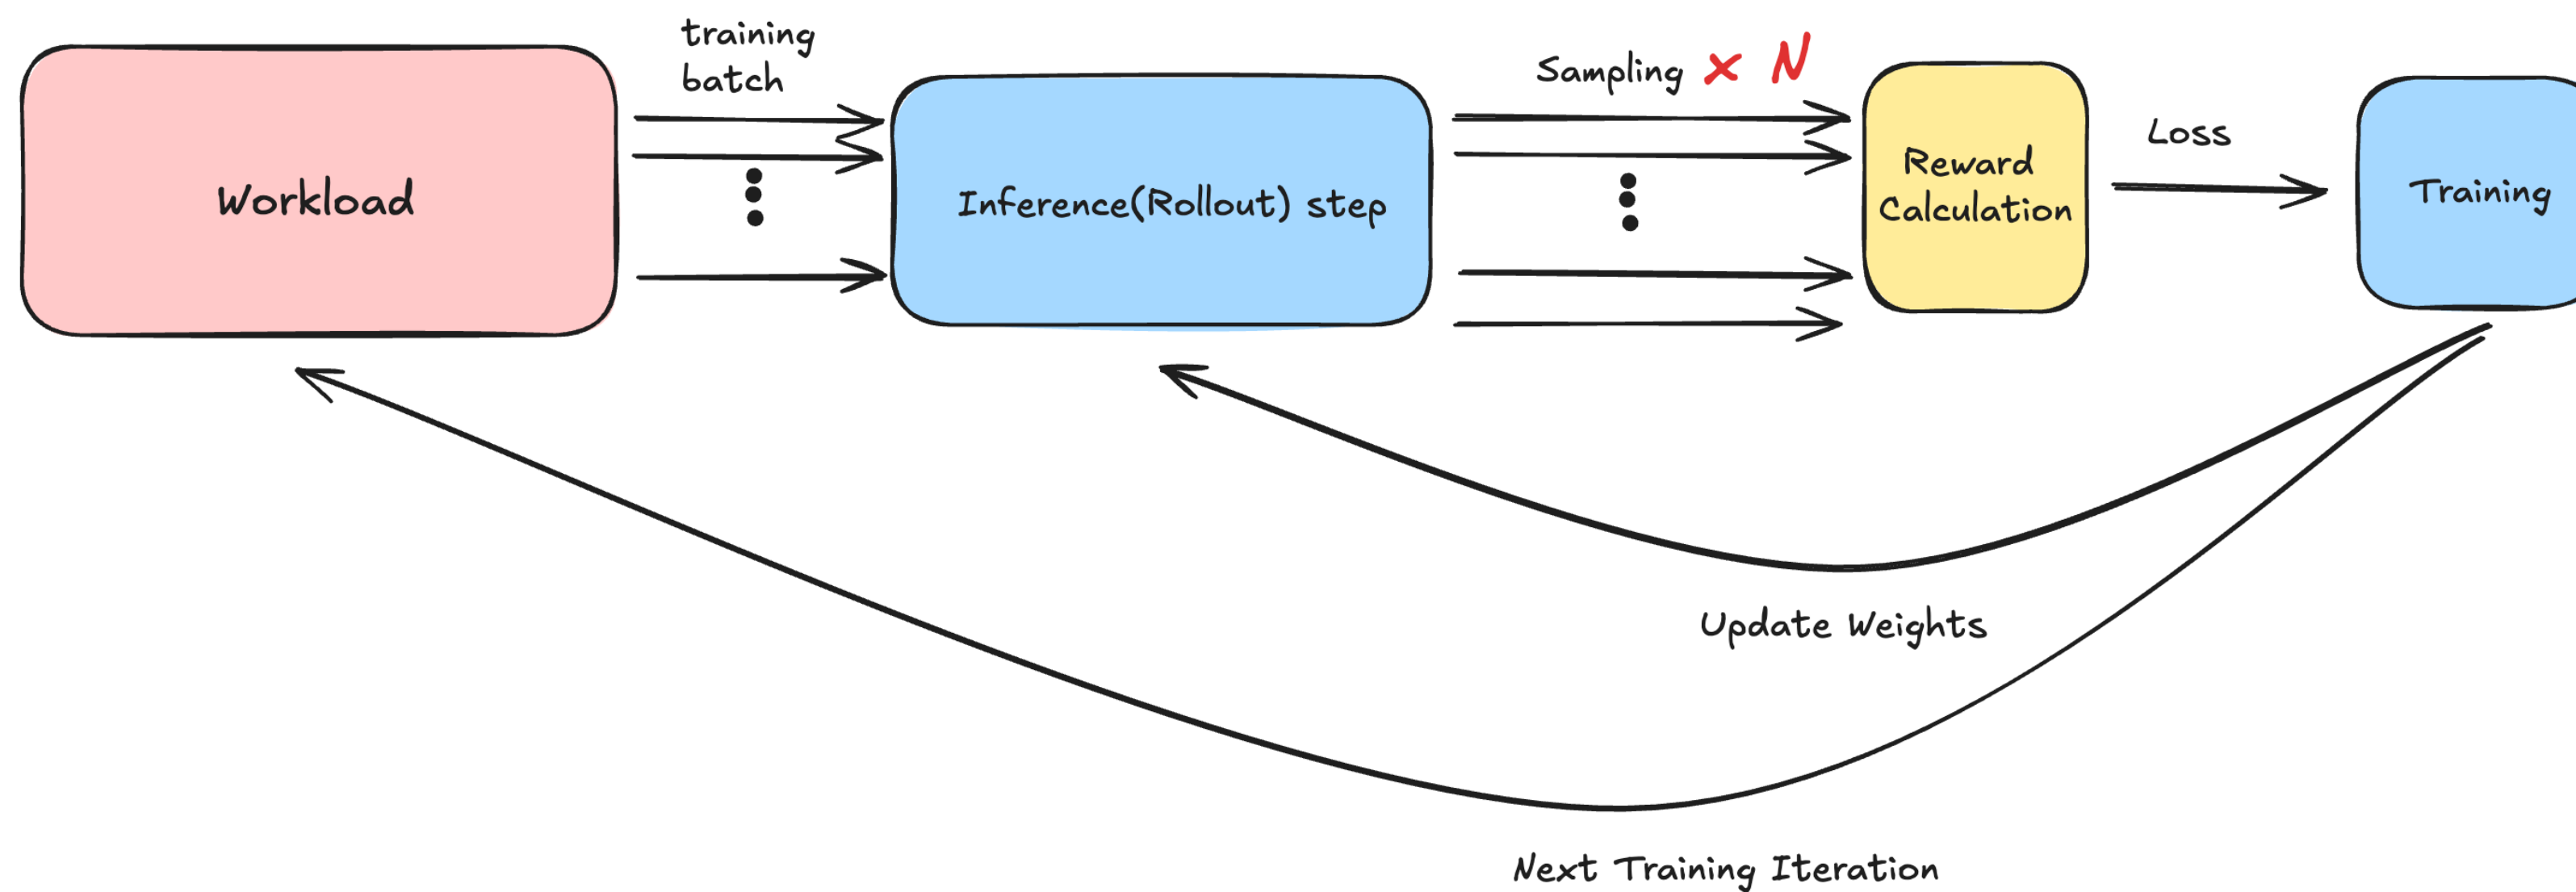 training
batch
Sampling × N
Workload
Inference(Rollout) step
Reward
Calculation
Loss
Training
Update Weights
Next Training Iteration